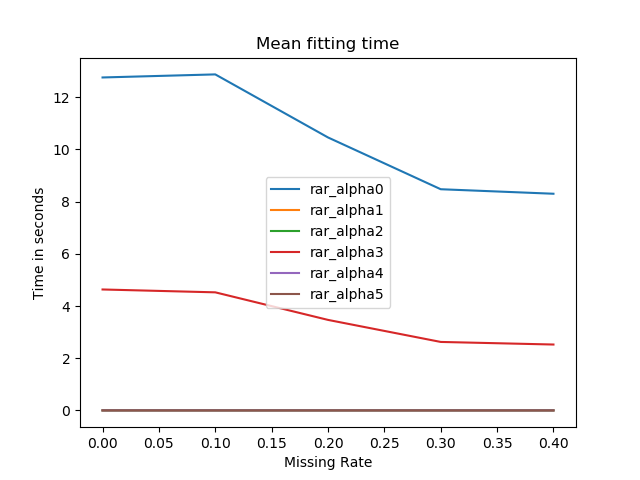 Mean fitting time
Time in seconds
12
10
8
6
4
2
0
rar_alpha0
rar_alpha1
rar_alpha2
rar_alpha3
rar_alpha4
rar_alpha5
0.00 0.05 0.10 0.15 0.20 0.25 0.30 0.35 0.40
Missing Rate